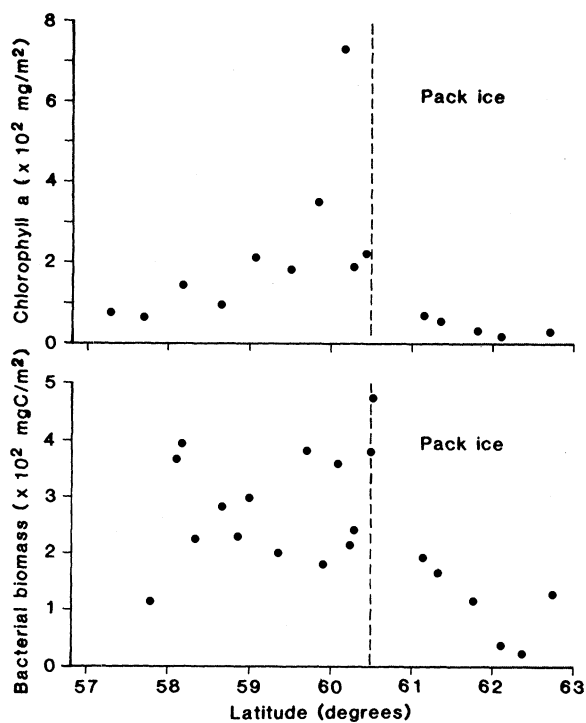 8
6
4
2
0
Chlorophyll a (x 10² mg/m²)
Pack ice
5
4
3
2
1
0
Bacterial biomass (x 10² mgC/m²)
Pack ice
57 58 59 60 61 62 63
Latitude (degrees)